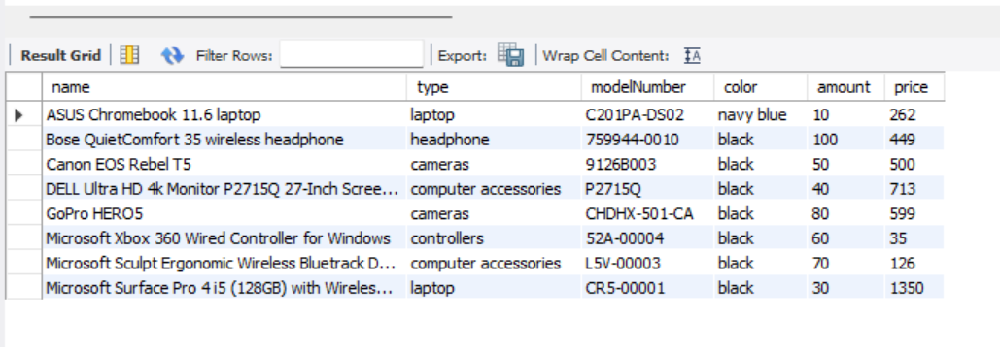 Result Grid Filter Rows: Export: Wrap Cell Content:
name type modelNumber color amount price
ASUS Chromebook 11.6 laptop laptop C201PA-DS02 navy blue 10 262
Bose QuietComfort 35 wireless headphone headphone 759944-0010 black 100 449
Canon EOS Rebel T5 cameras 9126B003 black 50 500
DELL Ultra HD 4k Monitor P2715Q 27-Inch Scree... computer accessories P2715Q black 40 713
GoPro HERO5 cameras CHDHX-501-CA black 80 599
Microsoft Xbox 360 Wired Controller for Windows controllers 52A-00004 black 60 35
Microsoft Sculpt Ergonomic Wireless Bluetrack D... computer accessories L5V-00003 black 70 126
Microsoft Surface Pro 4 i5 (128GB) with Wireles... laptop CR5-00001 black 30 1350